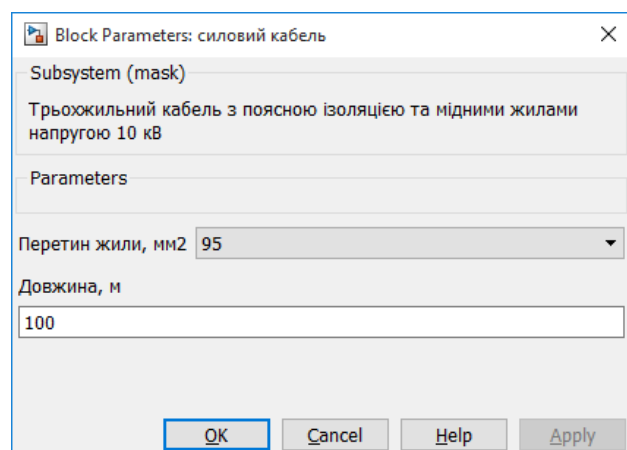 Block Parameters: силовий кабель
Subsystem (mask)
Трьохжильний кабель з поясною ізоляцією та мідними жилами
напругою 10 кВ
Parameters
Перетин жили, мм2 95
Довжина, м
100
OK Cancel Help Apply